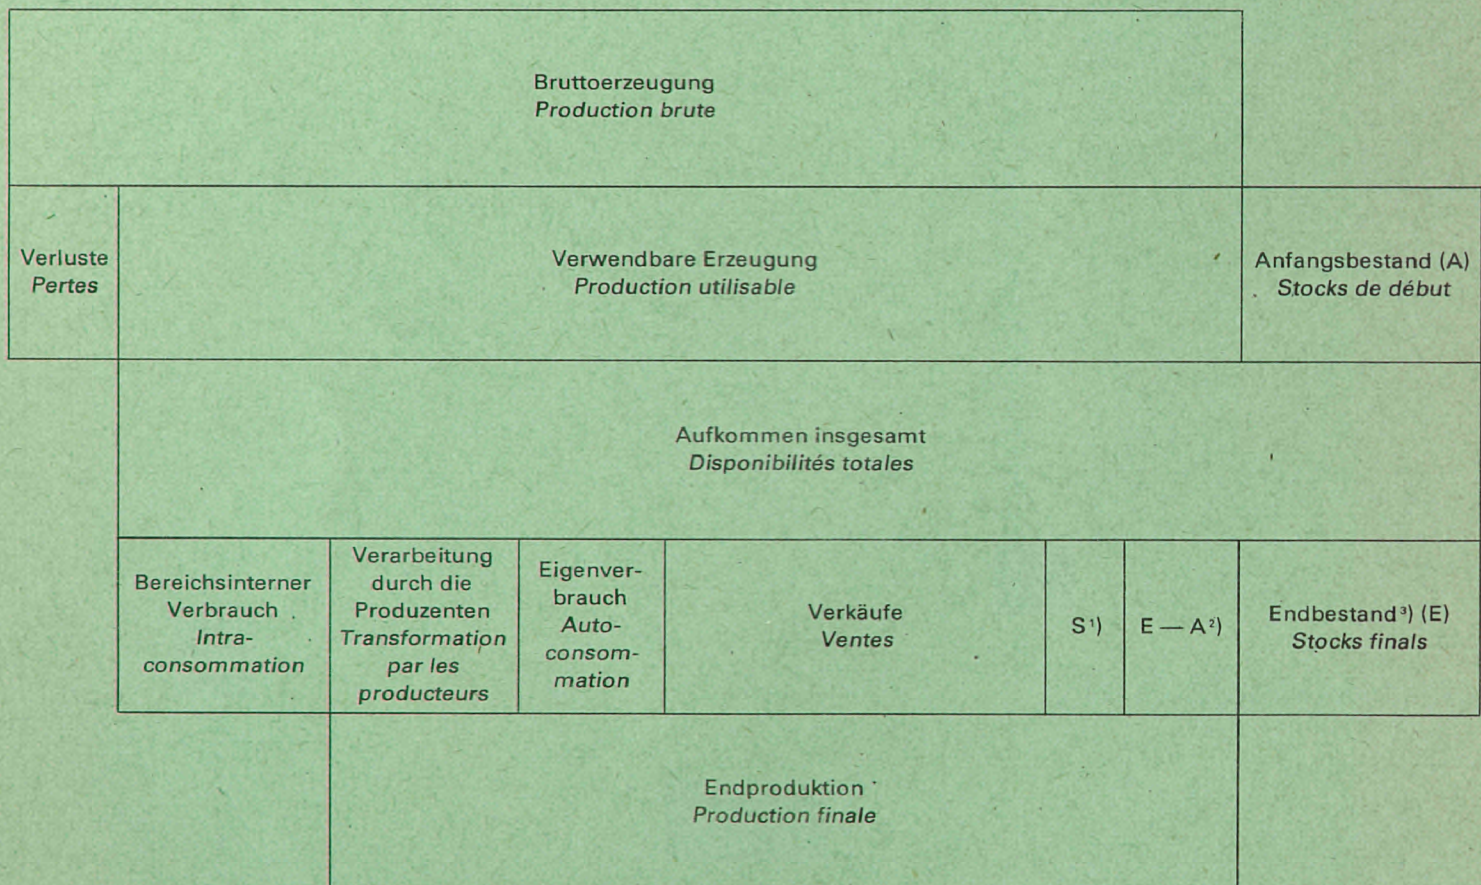 Bruttoerzeugung
Production brute
Verluste
Pertes
Verwendbare Erzeugung
Production utilisable
Anfangsbestand (A)
Stocks de début
Aufkommen insgesamt
Disponibilités totales
Bereichsinterner
Verbrauch
Intra-
consommation
Verarbeitung
durch die
Produzenten
Transformation
par les
producteurs
Eigenver-
brauch
Auto-
consom-
mation
Verkäufe
Ventes
S¹)
E — A²)
Endbestand³) (E)
Stocks finals
Endproduktion
Production finale